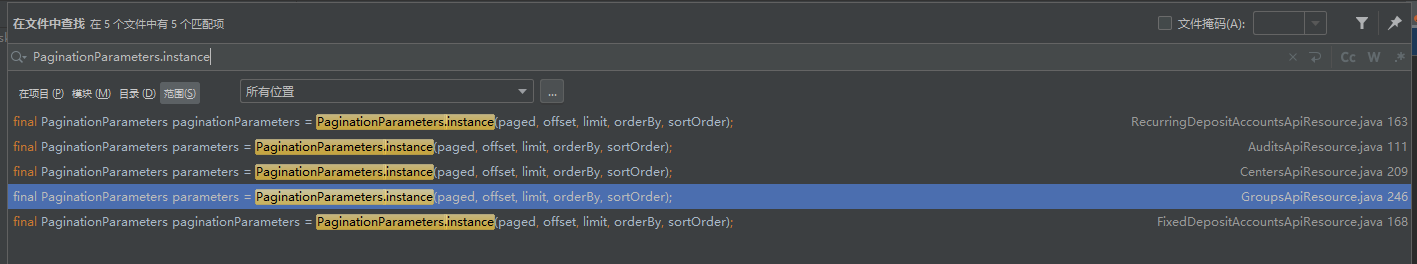 在文件中查找 在 5 个文件中有 5 个匹配项 文件掩码(A):
PaginationParameters.instance Cc W .*
在项目 (P) 模块 (M) 目录 (D) 范围(S) 所有位置 ...
final PaginationParameters paginationParameters = PaginationParameters.instance(paged, offset, limit, orderBy, sortOrder); RecurringDepositAccountsApiResource.java 163
final PaginationParameters parameters = PaginationParameters.instance(paged, offset, limit, orderBy, sortOrder); AuditsApiResource.java 111
final PaginationParameters parameters = PaginationParameters.instance(paged, offset, limit, orderBy, sortOrder); CentersApiResource.java 209
final PaginationParameters parameters = PaginationParameters.instance(paged, offset, limit, orderBy, sortOrder); GroupsApiResource.java 246
final PaginationParameters paginationParameters = PaginationParameters.instance(paged, offset, limit, orderBy, sortOrder); FixedDepositAccountsApiResource.java 168